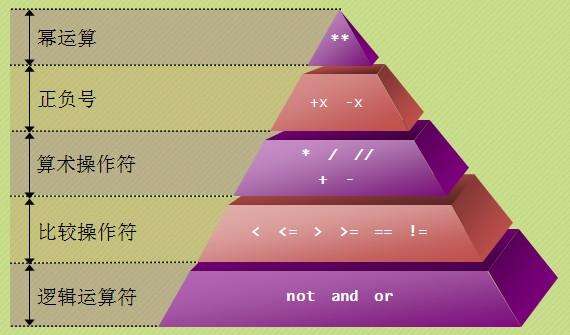 幂运算 **
正负号 +x -x
算术操作符 * / //
+ -
比较操作符 < <= > >= == !=
逻辑运算符 not and or